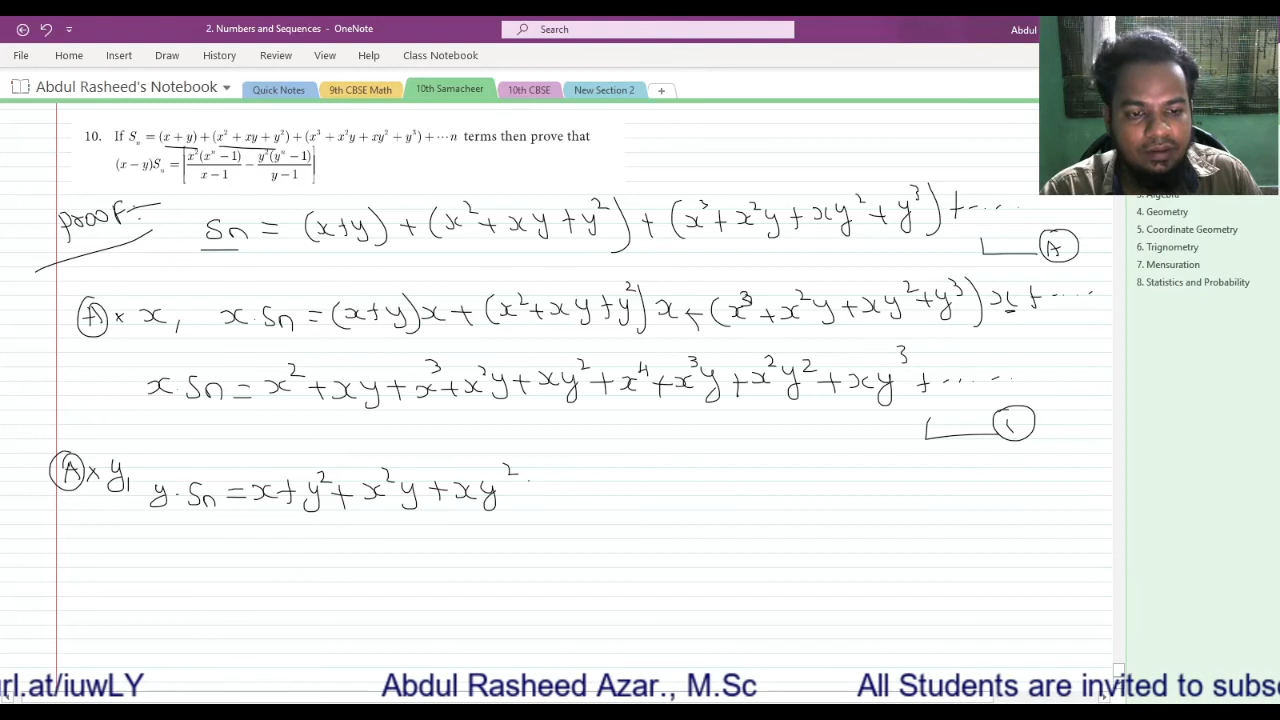 2. Numbers and Sequences - OneNote
Search
Abdul
File Home Insert Draw History Review View Help Class Notebook
Abdul Rasheed's Notebook
Quick Notes 9th CBSE Math 10th Samacheer 10th CBSE New Section 2 +
10. If Sₙ = (x + y) + (x² + xy + y²) + (x³ + x²y + xy² + y³) + ⋯ n terms then prove that
(x − y)Sₙ = [x²(xⁿ − 1)/(x − 1) − y²(yⁿ − 1)/(y − 1)]
proof:
Sn = (x+y) + (x² + xy + y²) + (x³ + x²y + xy² + y³) + .... A
A × x, x.Sn = (x+y)x + (x² + xy + y²)x + (x³ + x²y + xy² + y³)x + ....
x.Sn = x² + xy + x³ + x²y + xy² + x⁴ + x³y + x²y² + xy³ + ..... 1
A × y, y.Sn = x + y² + x²y + xy²
4. Geometry
5. Coordinate Geometry
6. Trignometry
7. Mensuration
8. Statistics and Probability
url.at/iuwLY Abdul Rasheed Azar., M.Sc All Students are invited to subs